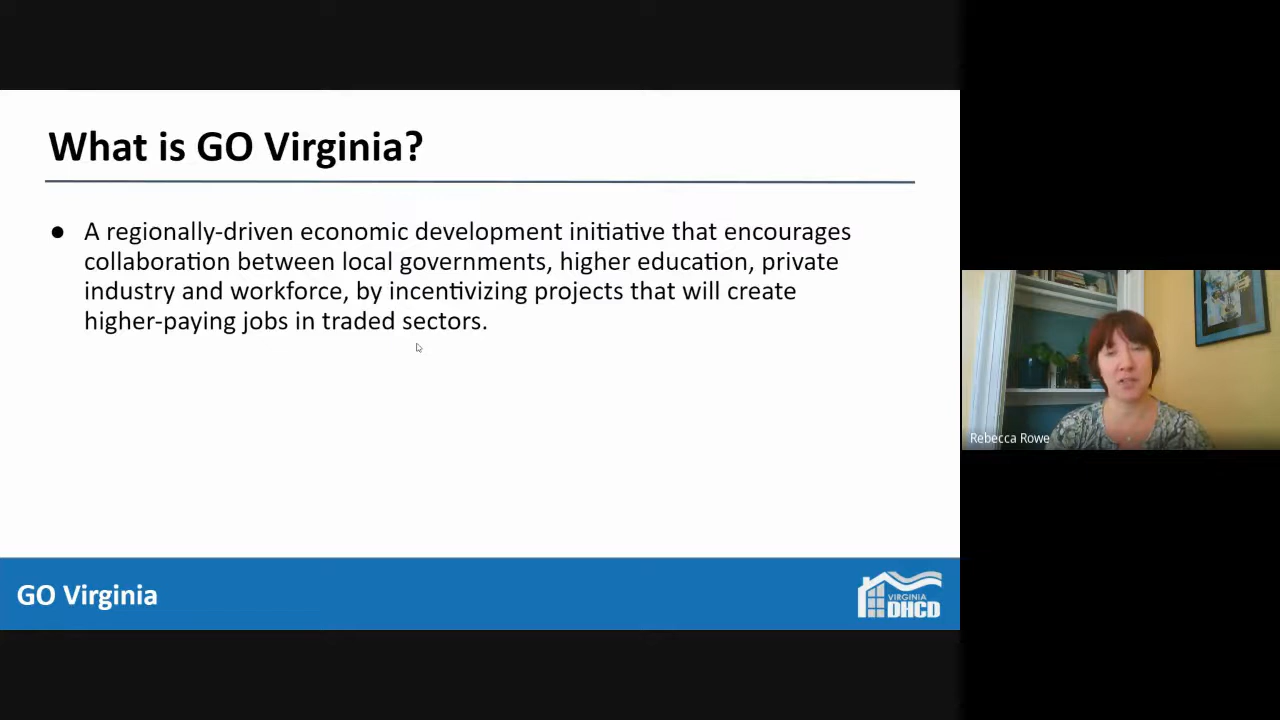 What is GO Virginia?
● A regionally-driven economic development initiative that encourages
collaboration between local governments, higher education, private
industry and workforce, by incentivizing projects that will create
higher-paying jobs in traded sectors.
Rebecca Rowe
GO Virginia
VIRGINIA
DHCD